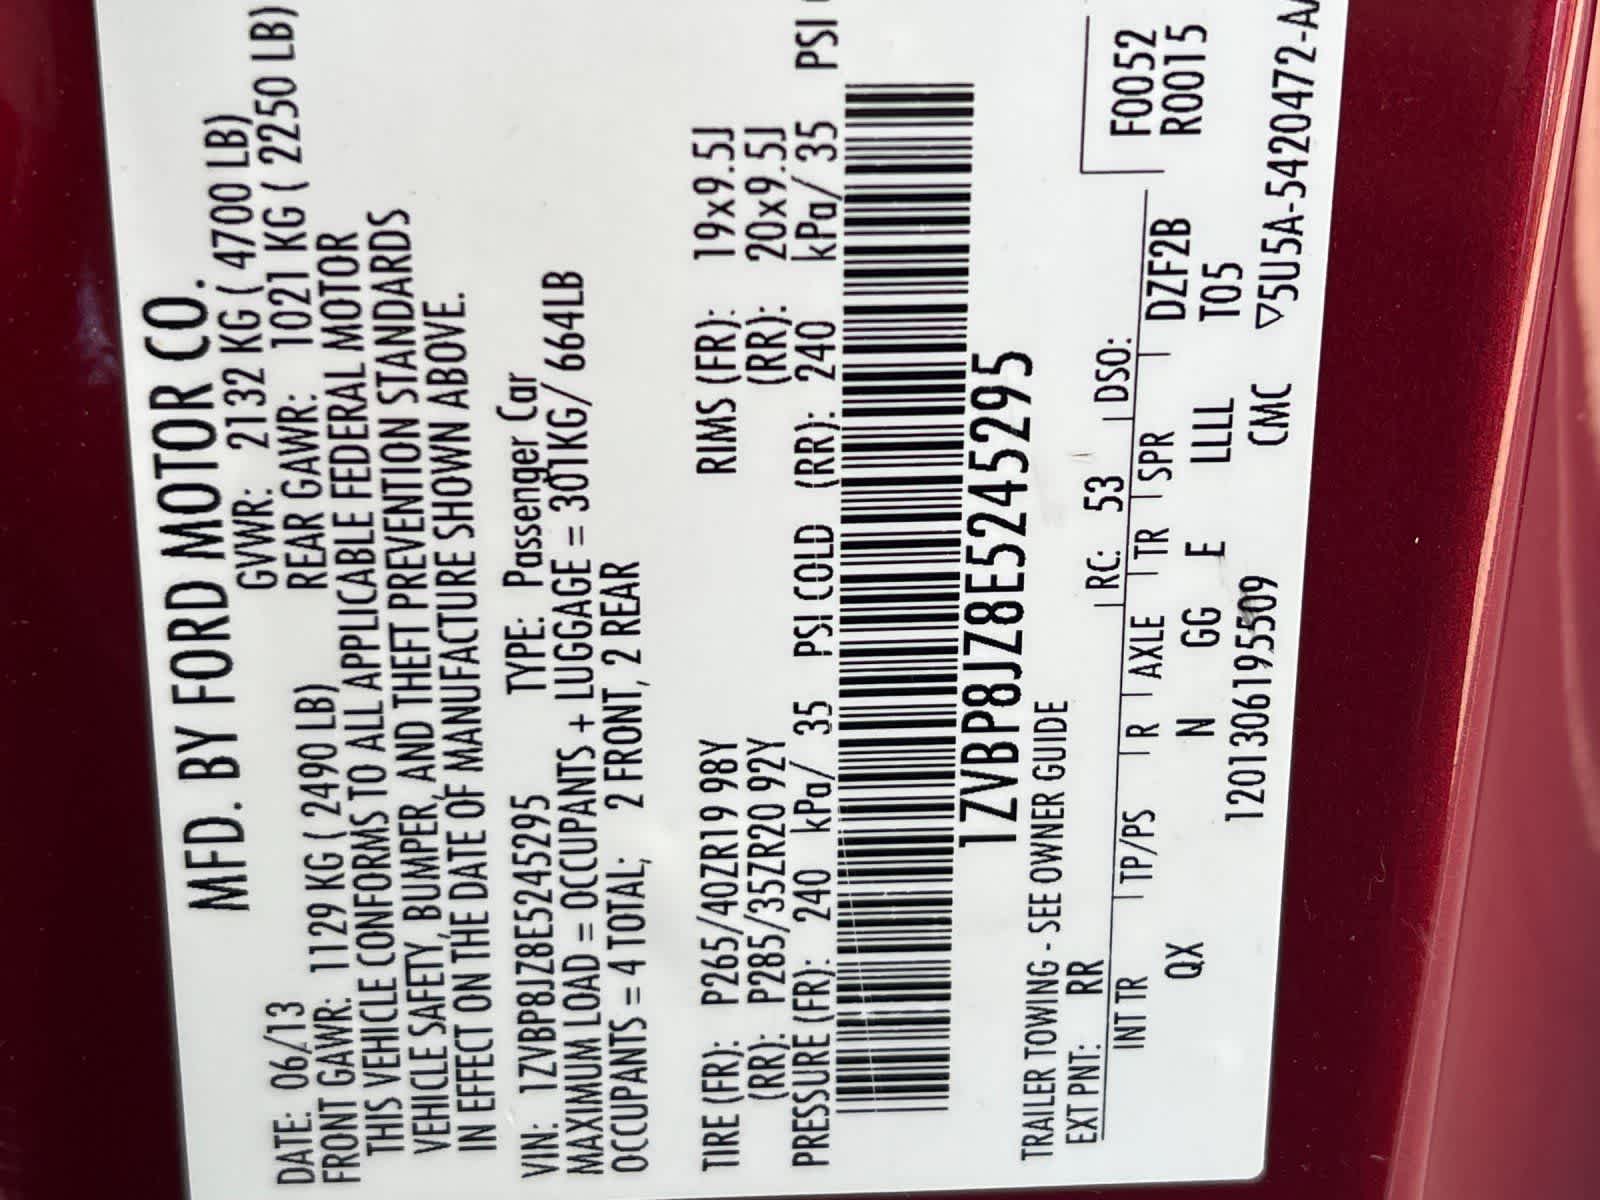 MFD. BY FORD MOTOR CO.
DATE: 06/13 GVWR: 2132 KG ( 4700 LB)
FRONT GAWR: 1129 KG ( 2490 LB) REAR GAWR: 1021 KG ( 2250 LB)
THIS VEHICLE CONFORMS TO ALL APPLICABLE FEDERAL MOTOR
VEHICLE SAFETY, BUMPER, AND THEFT PREVENTION STANDARDS
IN EFFECT ON THE DATE OF MANUFACTURE SHOWN ABOVE.
VIN: 1ZVBP8JZ8E5245295 TYPE: Passenger Car
MAXIMUM LOAD = OCCUPANTS + LUGGAGE = 301KG/ 664LB
OCCUPANTS = 4 TOTAL; 2 FRONT, 2 REAR
TIRE (FR): P265/40ZR19 98Y RIMS (FR): 19x9.5J
(RR): P285/35ZR20 92Y (RR): 20x9.5J
PRESSURE (FR): 240 kPa/ 35 PSI COLD (RR): 240 kPa/ 35 PSI
1ZVBP8JZ8E5245295
TRAILER TOWING - SEE OWNER GUIDE
F0052
R0015
EXT PNT: RR RC: 53 DSO:
INT TR TP/PS R AXLE TR SPR DZF2B
QX N GG E LLLL T05
1201306195509 CMC ▽5U5A-5420472-A